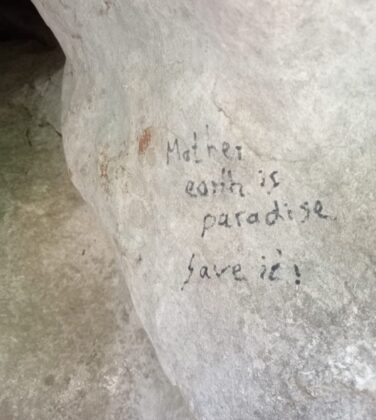 Mother
earth is
paradise.
Save it!